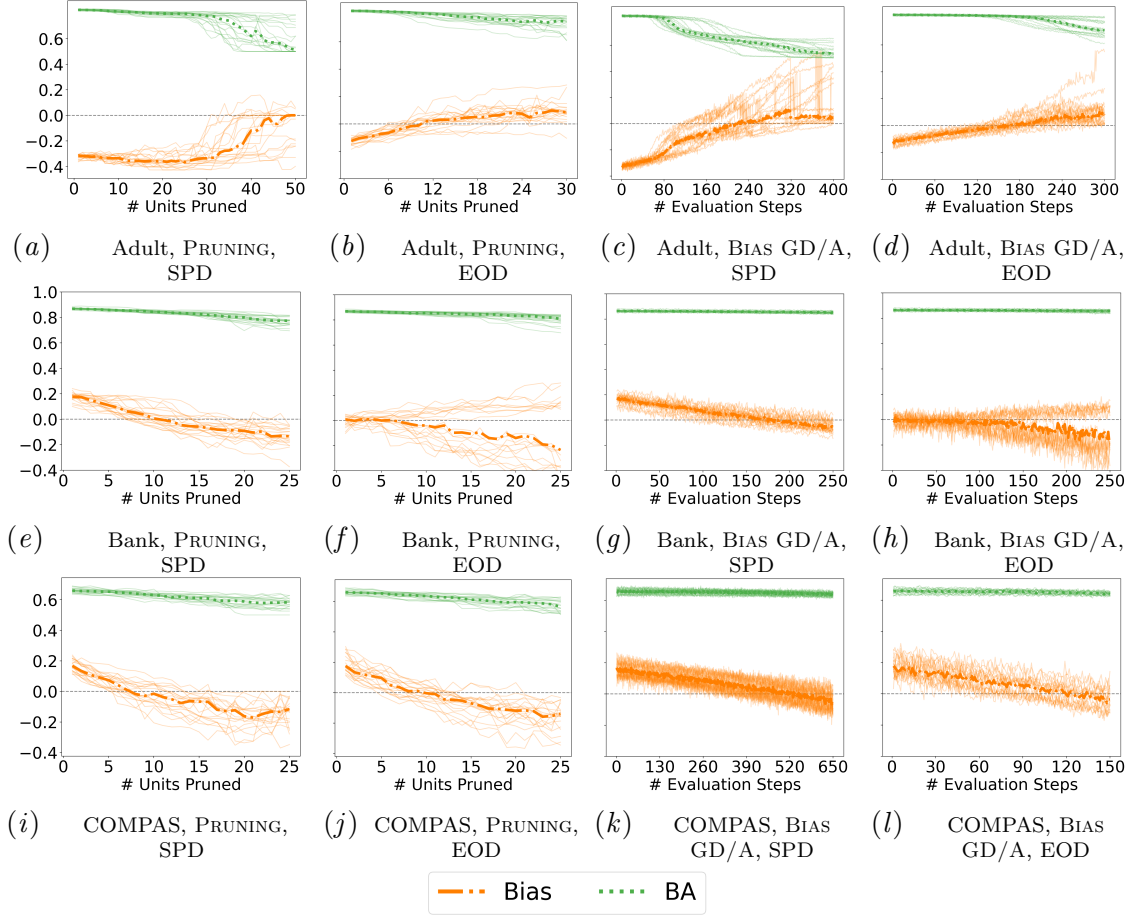 0.6
0.4
0.2
0.0
−0.2
−0.4
0 10 20 30 40 50
# Units Pruned
0 6 12 18 24 30
# Units Pruned
0 80 160 240 320 400
# Evaluation Steps
0 60 120 180 240 300
# Evaluation Steps
(a) Adult, PRUNING,
SPD
(b) Adult, PRUNING,
EOD
(c) Adult, BIAS GD/A,
SPD
(d) Adult, BIAS GD/A,
EOD
1.0
0.8
0.6
0.4
0.2
0.0
−0.2
−0.4
0 5 10 15 20 25
# Units Pruned
0 5 10 15 20 25
# Units Pruned
0 50 100 150 200 250
# Evaluation Steps
0 50 100 150 200 250
# Evaluation Steps
(e) Bank, PRUNING,
SPD
(f) Bank, PRUNING,
EOD
(g) Bank, BIAS GD/A,
SPD
(h) Bank, BIAS GD/A,
EOD
0.6
0.4
0.2
0.0
−0.2
−0.4
0 5 10 15 20 25
# Units Pruned
0 5 10 15 20 25
# Units Pruned
0 130 260 390 520 650
# Evaluation Steps
0 30 60 90 120 150
# Evaluation Steps
(i) COMPAS, PRUNING,
SPD
(j) COMPAS, PRUNING,
EOD
(k) COMPAS, BIAS
GD/A, SPD
(l) COMPAS, BIAS
GD/A, EOD
Bias BA